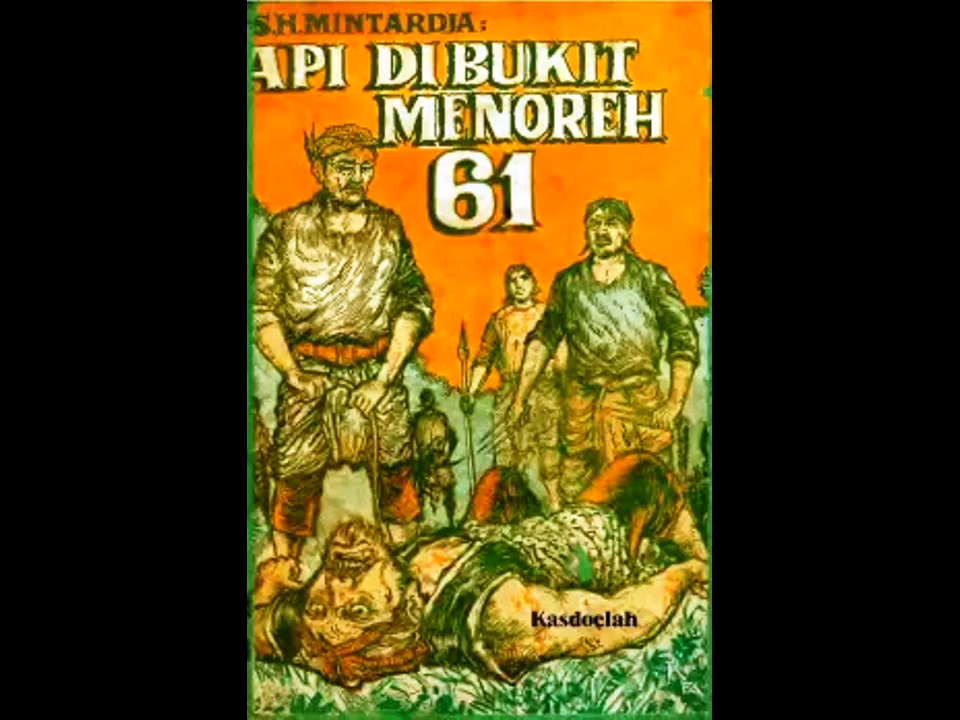 S.H. MINTARDJA:
API DI BUKIT
MENOREH
61
Kasdoelah